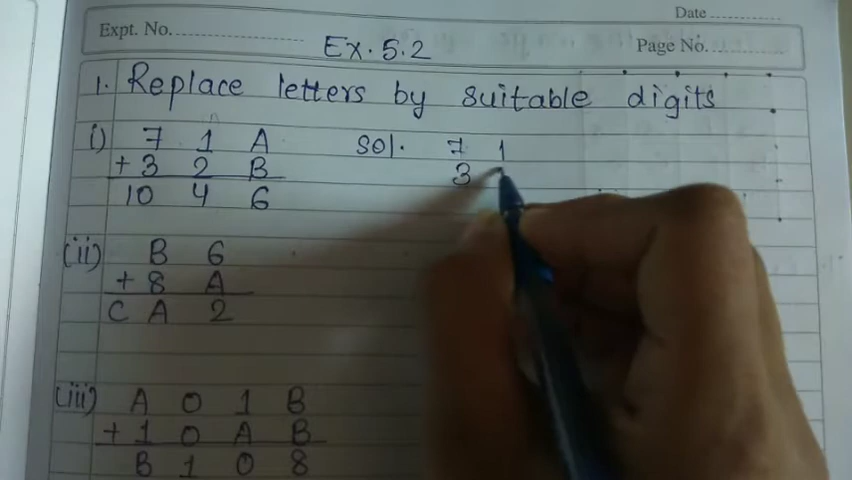 Date
Expt. No.
Ex. 5.2
Page No.
1. Replace letters by suitable digits
i) 7 1 A
+ 3 2 B
10 4 6
Sol. 7 1
3
(ii) B 6
+ 8 A
C A 2
(iii) A 0 1 B
+ 1 0 A B
B 1 0 8